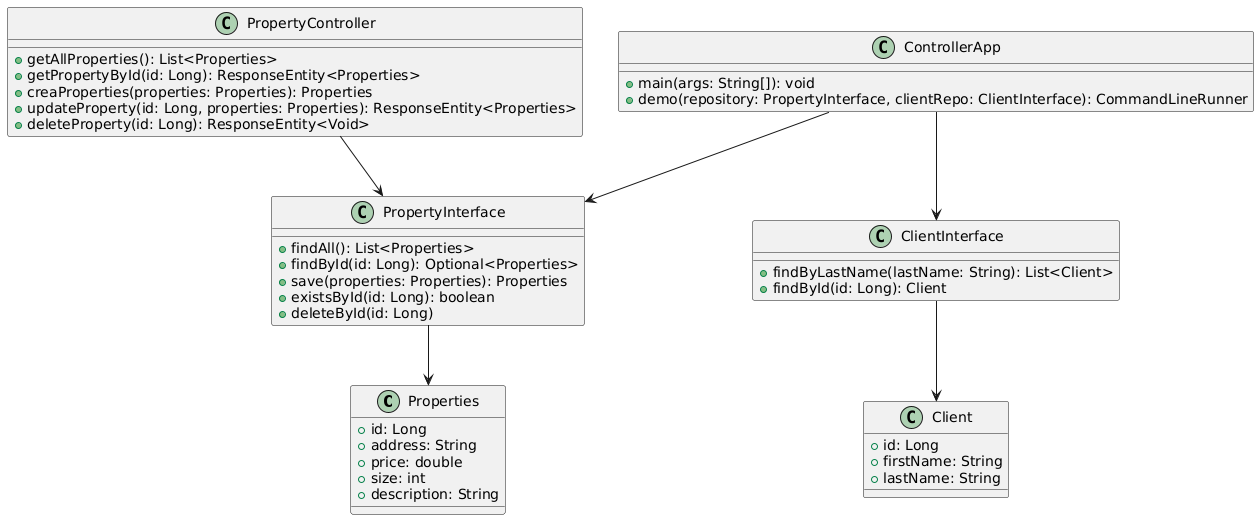 C PropertyController
getAllProperties(): List<Properties>
getPropertyById(id: Long): ResponseEntity<Properties>
creaProperties(properties: Properties): Properties
updateProperty(id: Long, properties: Properties): ResponseEntity<Properties>
deleteProperty(id: Long): ResponseEntity<Void>
C ControllerApp
main(args: String[]): void
demo(repository: PropertyInterface, clientRepo: ClientInterface): CommandLineRunner
C PropertyInterface
findAll(): List<Properties>
findById(id: Long): Optional<Properties>
save(properties: Properties): Properties
existsById(id: Long): boolean
deleteById(id: Long)
C ClientInterface
findByLastName(lastName: String): List<Client>
findById(id: Long): Client
C Properties
id: Long
address: String
price: double
size: int
description: String
C Client
id: Long
firstName: String
lastName: String